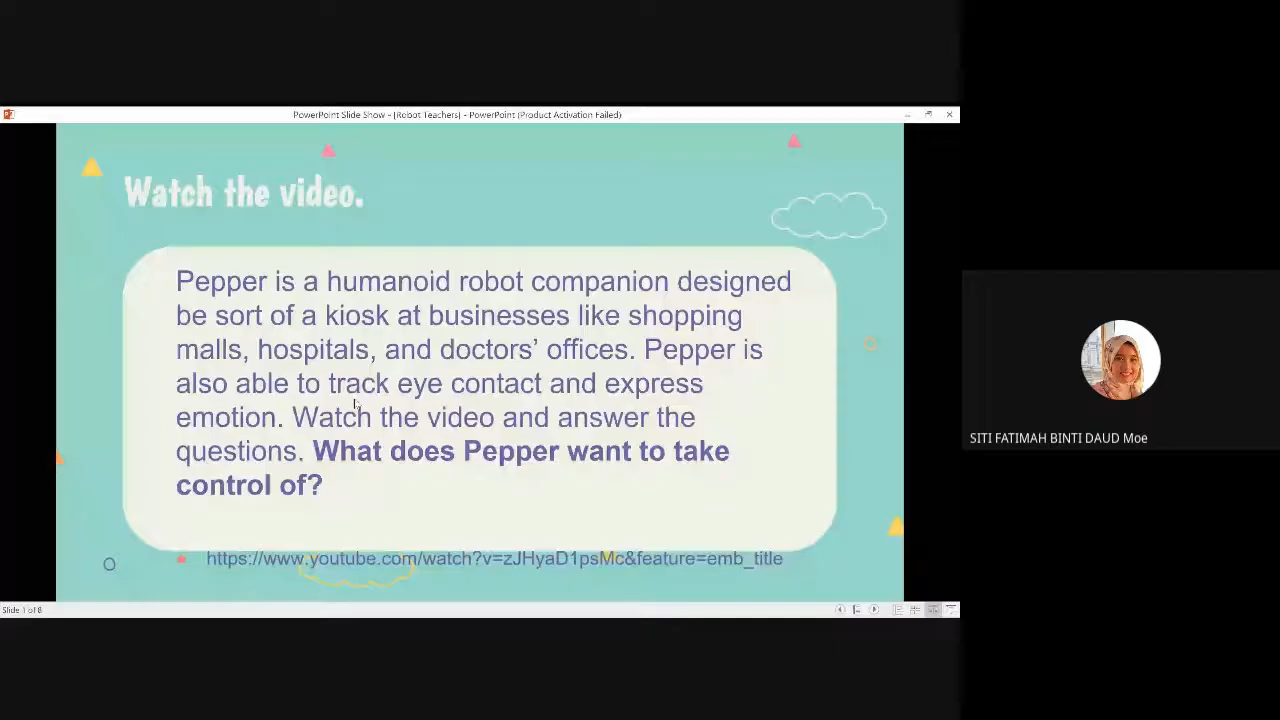 PowerPoint Slide Show - [Robot Teachers] - PowerPoint (Product Activation Failed)
Watch the video.
Pepper is a humanoid robot companion designed
be sort of a kiosk at businesses like shopping
malls, hospitals, and doctors’ offices. Pepper is
also able to track eye contact and express
emotion. Watch the video and answer the
questions. What does Pepper want to take
control of?
https://www.youtube.com/watch?v=zJHyaD1psMc&feature=emb_title
Slide 1 of 8
SITI FATIMAH BINTI DAUD Moe